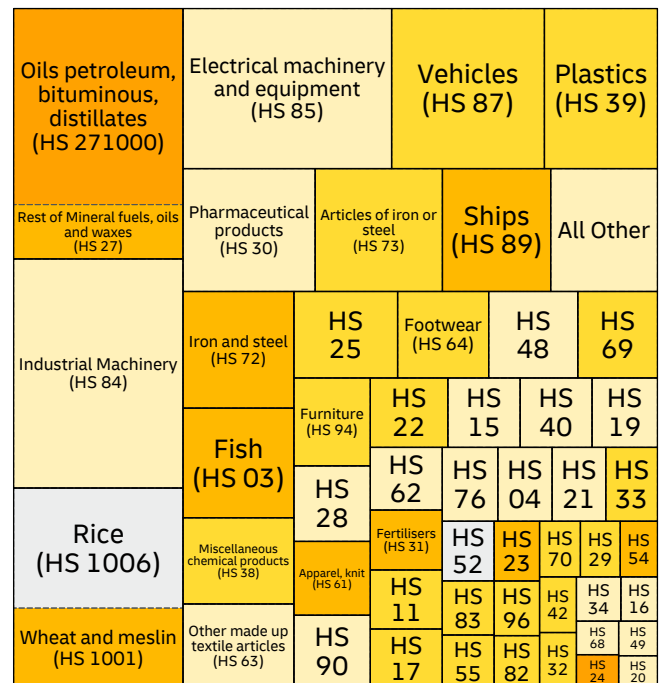 Oils petroleum,
bituminous,
distillates
(HS 271000)
Rest of Mineral fuels, oils
and waxes
(HS 27)
Industrial Machinery
(HS 84)
Rice
(HS 1006)
Wheat and meslin
(HS 1001)
Electrical machinery
and equipment
(HS 85)
Vehicles
(HS 87)
Plastics
(HS 39)
Pharmaceutical
products
(HS 30)
Articles of iron or
steel
(HS 73)
Ships
(HS 89)
All Other
Iron and steel
(HS 72)
Fish
(HS 03)
Miscellaneous
chemical products
(HS 38)
Other made up
textile articles
(HS 63)
HS
25
Footwear
(HS 64)
HS
48
HS
69
Furniture
(HS 94)
HS
28
Apparel, knit
(HS 61)
HS
90
HS
22
HS
15
HS
40
HS
19
HS
62
Fertilisers
(HS 31)
HS
11
HS
17
HS
76
HS
04
HS
21
HS
33
HS
52
HS
23
HS
70
HS
29
HS
54
HS
83
HS
96
HS
42
HS
34
HS
16
HS
55
HS
82
HS
32
HS
68
HS
49
HS
24
HS
20